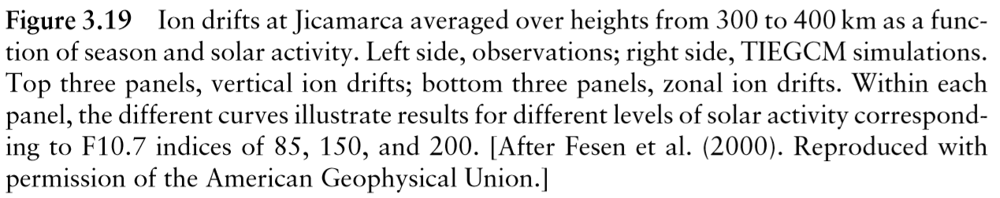 Figure 3.19 Ion drifts at Jicamarca averaged over heights from 300 to 400 km as a func-
tion of season and solar activity. Left side, observations; right side, TIEGCM simulations.
Top three panels, vertical ion drifts; bottom three panels, zonal ion drifts. Within each
panel, the different curves illustrate results for different levels of solar activity correspond-
ing to F10.7 indices of 85, 150, and 200. [After Fesen et al. (2000). Reproduced with
permission of the American Geophysical Union.]